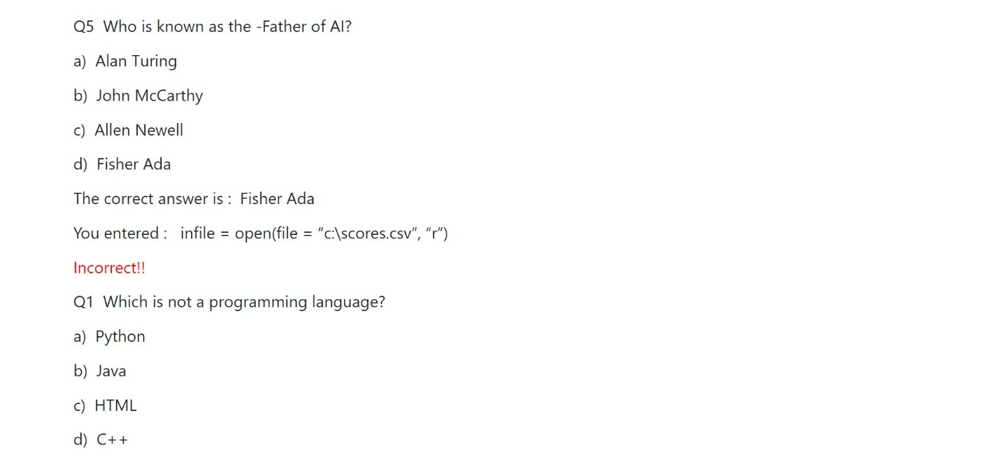 Q5 Who is known as the -Father of AI?
a) Alan Turing
b) John McCarthy
c) Allen Newell
d) Fisher Ada
The correct answer is : Fisher Ada
You entered : infile = open(file = “c:\scores.csv”, “r”)
Incorrect!!
Q1 Which is not a programming language?
a) Python
b) Java
c) HTML
d) C++